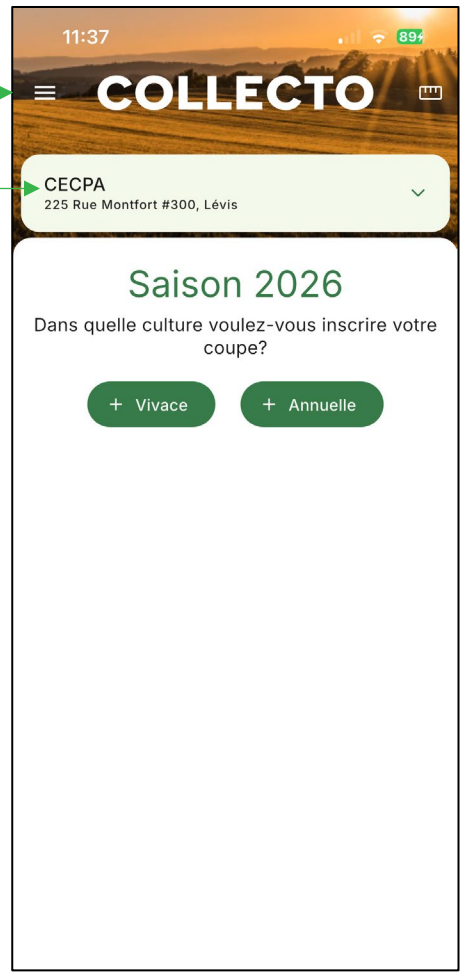 11:37
89
COLLECTO
CECPA
225 Rue Montfort #300, Lévis
Saison 2026
Dans quelle culture voulez-vous inscrire votre
coupe?
+ Vivace
+ Annuelle